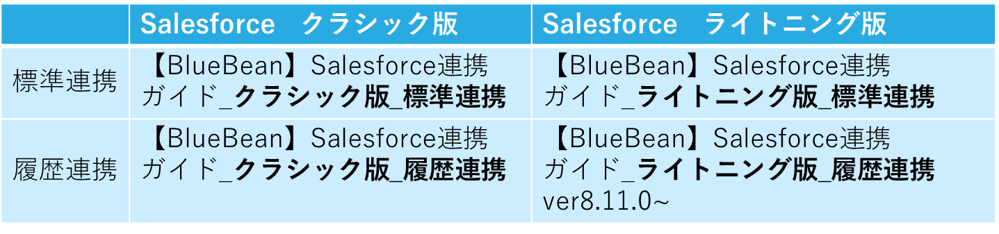 Salesforce　クラシック版
Salesforce　ライトニング版
標準連携
【BlueBean】Salesforce連携
ガイド_クラシック版_標準連携
【BlueBean】Salesforce連携
ガイド_ライトニング版_標準連携
履歴連携
【BlueBean】Salesforce連携
ガイド_クラシック版_履歴連携
【BlueBean】Salesforce連携
ガイド_ライトニング版_履歴連携
ver8.11.0~